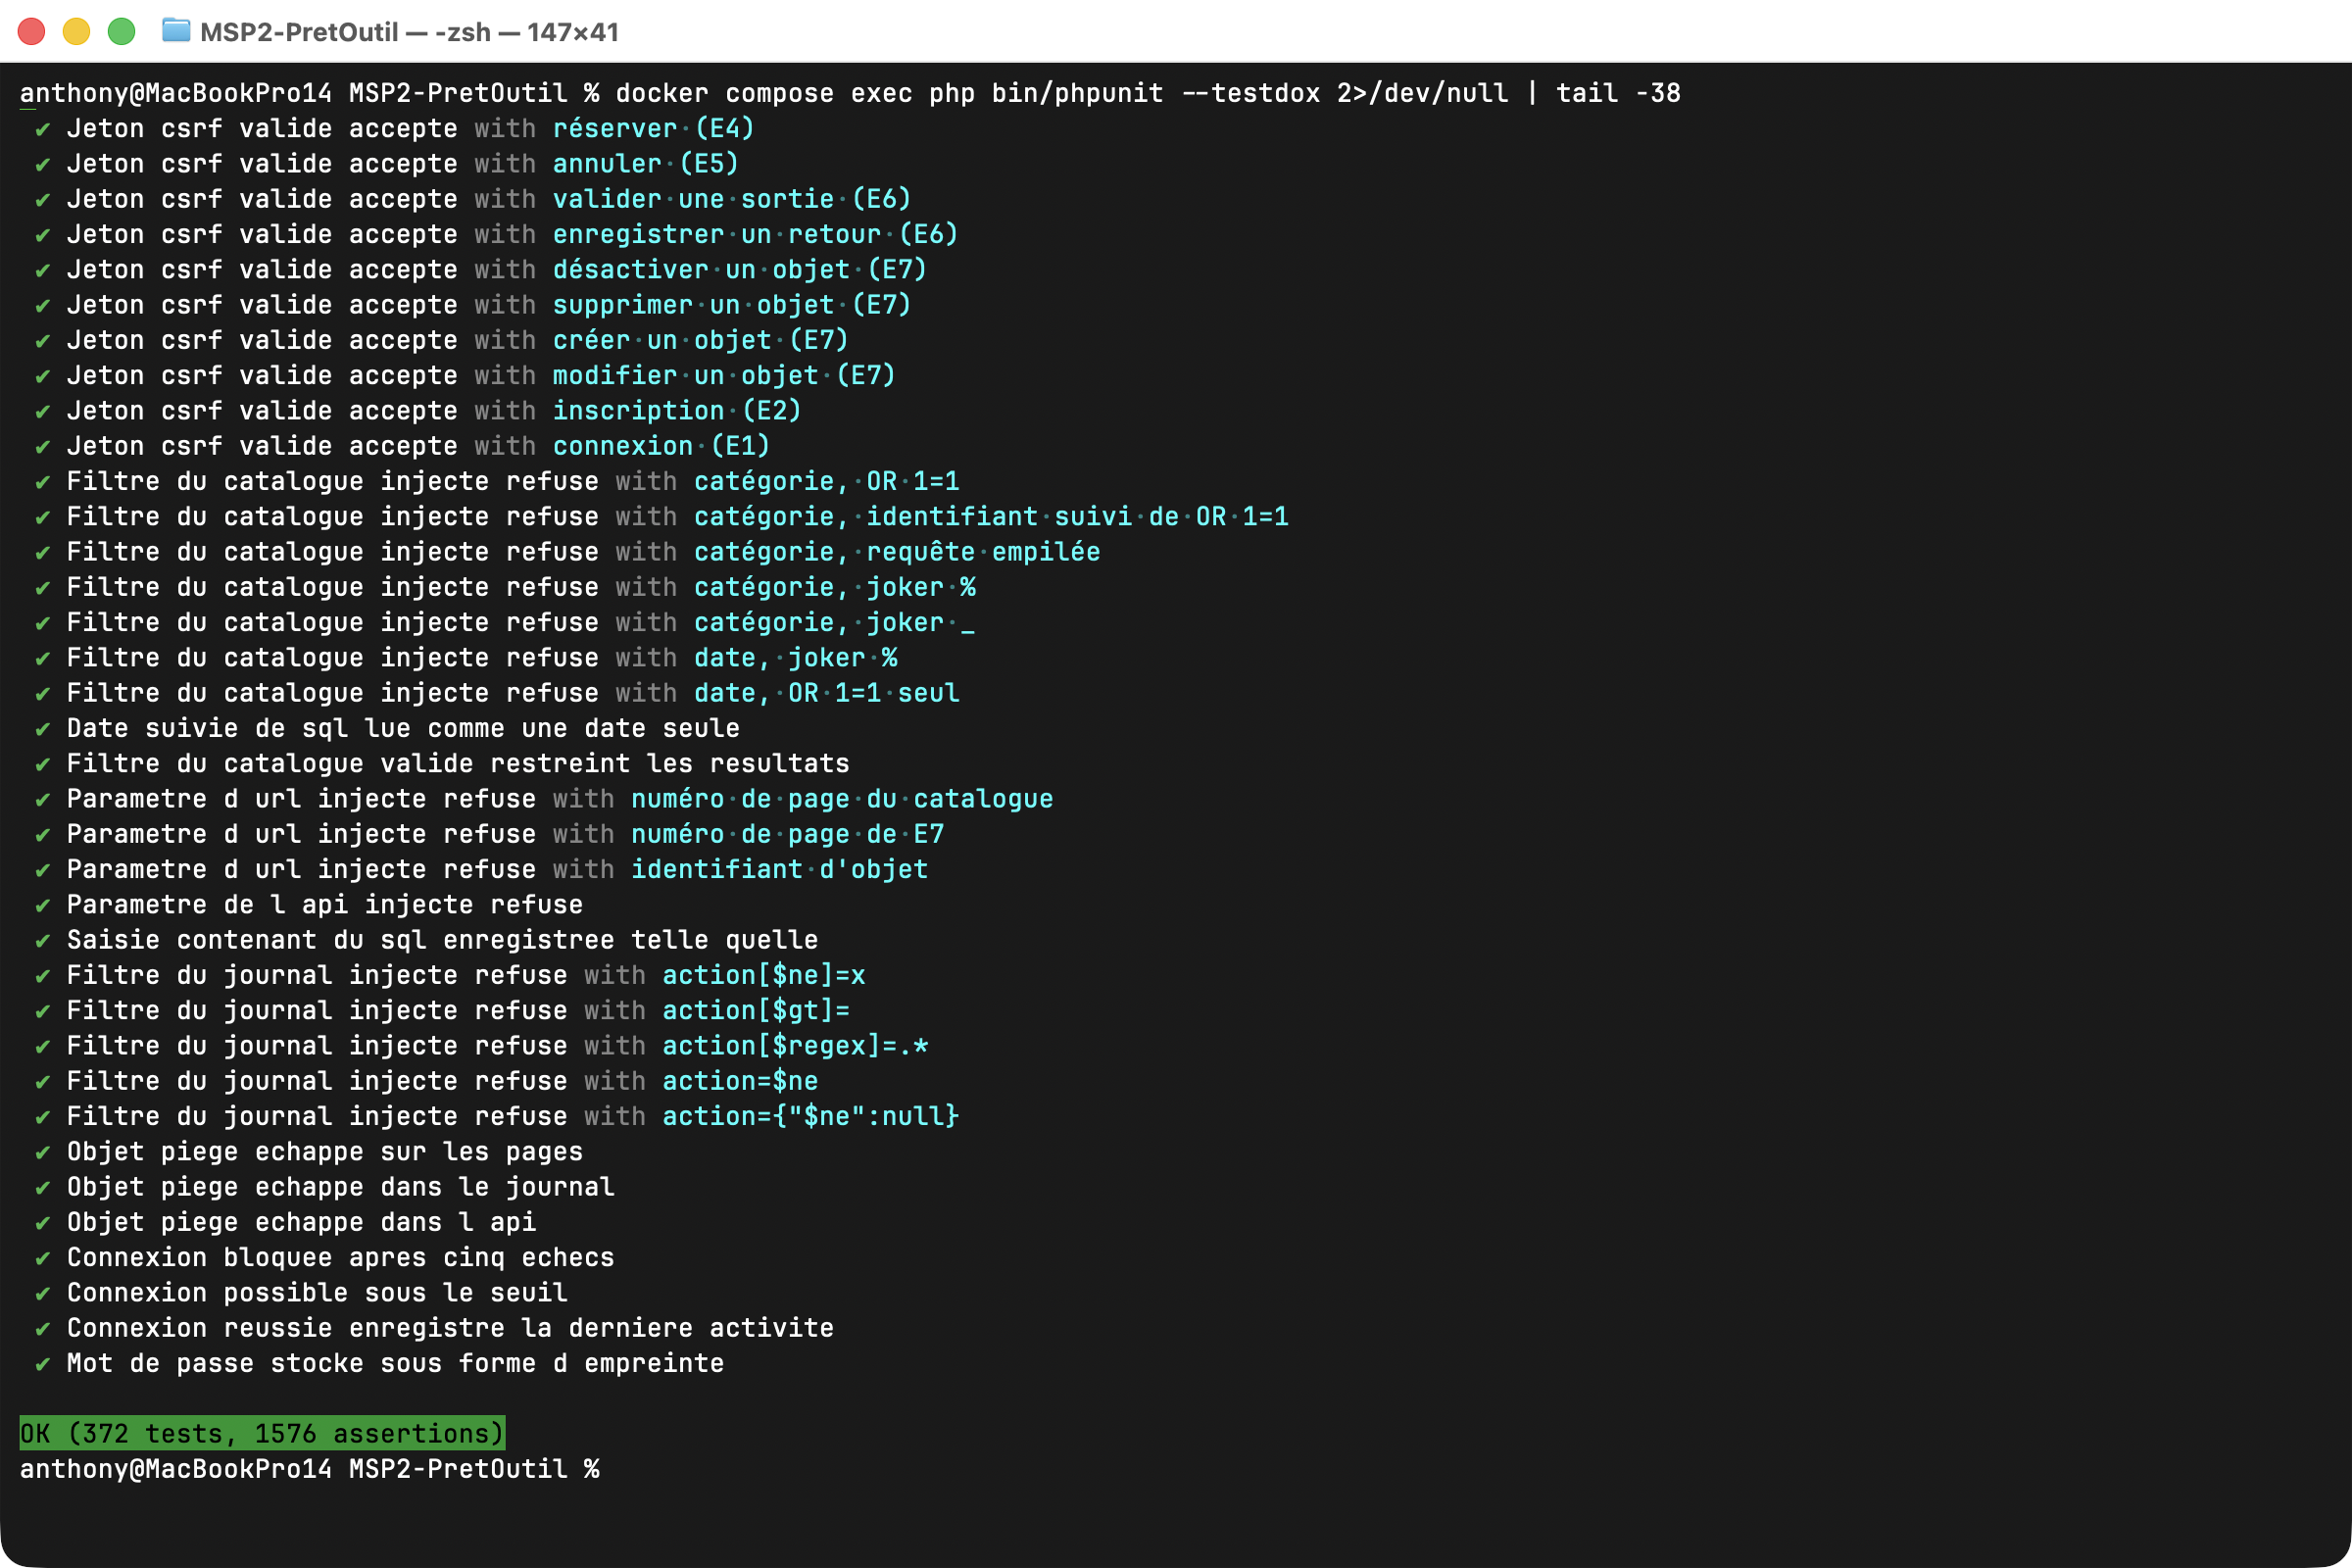 MSP2-PretOutil — -zsh — 147×41
anthony@MacBookPro14 MSP2-PretOutil % docker compose exec php bin/phpunit --testdox 2>/dev/null | tail -38
✔ Jeton csrf valide accepte with réserver·(E4)
✔ Jeton csrf valide accepte with annuler·(E5)
✔ Jeton csrf valide accepte with valider·une·sortie·(E6)
✔ Jeton csrf valide accepte with enregistrer·un·retour·(E6)
✔ Jeton csrf valide accepte with désactiver·un·objet·(E7)
✔ Jeton csrf valide accepte with supprimer·un·objet·(E7)
✔ Jeton csrf valide accepte with créer·un·objet·(E7)
✔ Jeton csrf valide accepte with modifier·un·objet·(E7)
✔ Jeton csrf valide accepte with inscription·(E2)
✔ Jeton csrf valide accepte with connexion·(E1)
✔ Filtre du catalogue injecte refuse with catégorie,·OR·1=1
✔ Filtre du catalogue injecte refuse with catégorie,·identifiant·suivi·de·OR·1=1
✔ Filtre du catalogue injecte refuse with catégorie,·requête·empilée
✔ Filtre du catalogue injecte refuse with catégorie,·joker·%
✔ Filtre du catalogue injecte refuse with catégorie,·joker·_
✔ Filtre du catalogue injecte refuse with date,·joker·%
✔ Filtre du catalogue injecte refuse with date,·OR·1=1·seul
✔ Date suivie de sql lue comme une date seule
✔ Filtre du catalogue valide restreint les resultats
✔ Parametre d url injecte refuse with numéro·de·page·du·catalogue
✔ Parametre d url injecte refuse with numéro·de·page·de·E7
✔ Parametre d url injecte refuse with identifiant·d'objet
✔ Parametre de l api injecte refuse
✔ Saisie contenant du sql enregistree telle quelle
✔ Filtre du journal injecte refuse with action[$ne]=x
✔ Filtre du journal injecte refuse with action[$gt]=
✔ Filtre du journal injecte refuse with action[$regex]=.*
✔ Filtre du journal injecte refuse with action=$ne
✔ Filtre du journal injecte refuse with action={"$ne":null}
✔ Objet piege echappe sur les pages
✔ Objet piege echappe dans le journal
✔ Objet piege echappe dans l api
✔ Connexion bloquee apres cinq echecs
✔ Connexion possible sous le seuil
✔ Connexion reussie enregistre la derniere activite
✔ Mot de passe stocke sous forme d empreinte
OK (372 tests, 1576 assertions)
anthony@MacBookPro14 MSP2-PretOutil %